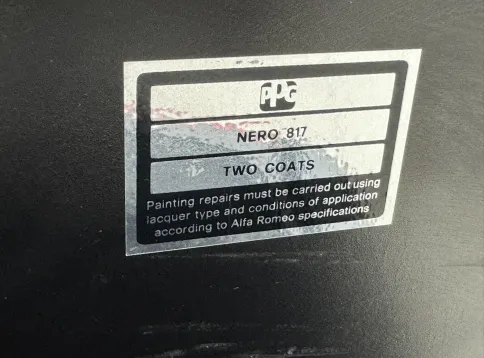 PPG
NERO 817
TWO COATS
Painting repairs must be carried out using
lacquer type and conditions of application
according to Alfa Romeo specifications